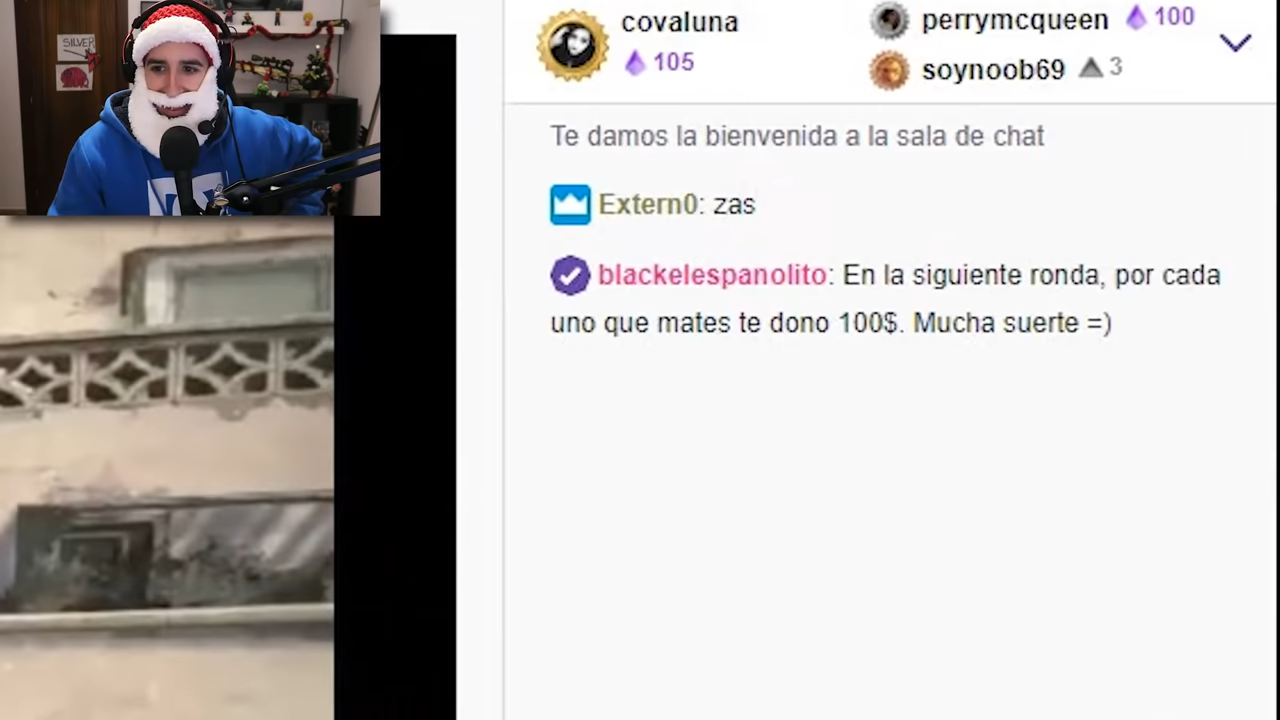 SILVER
covaluna
105
perrymcqueen 100
soynoob69 3
Te damos la bienvenida a la sala de chat
Extern0: zas
blackelespanolito: En la siguiente ronda, por cada
uno que mates te dono 100$. Mucha suerte =)